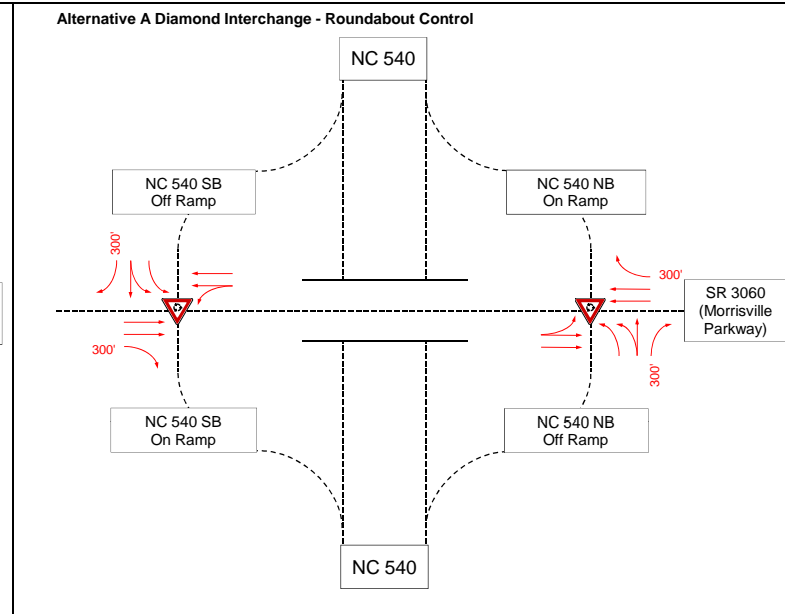 Alternative A Diamond Interchange - Roundabout Control
NC 540
NC 540 SB
Off Ramp
NC 540 NB
On Ramp
300'
300'
SR 3060
(Morrisville
Parkway)
300'
300'
NC 540 SB
On Ramp
NC 540 NB
Off Ramp
NC 540